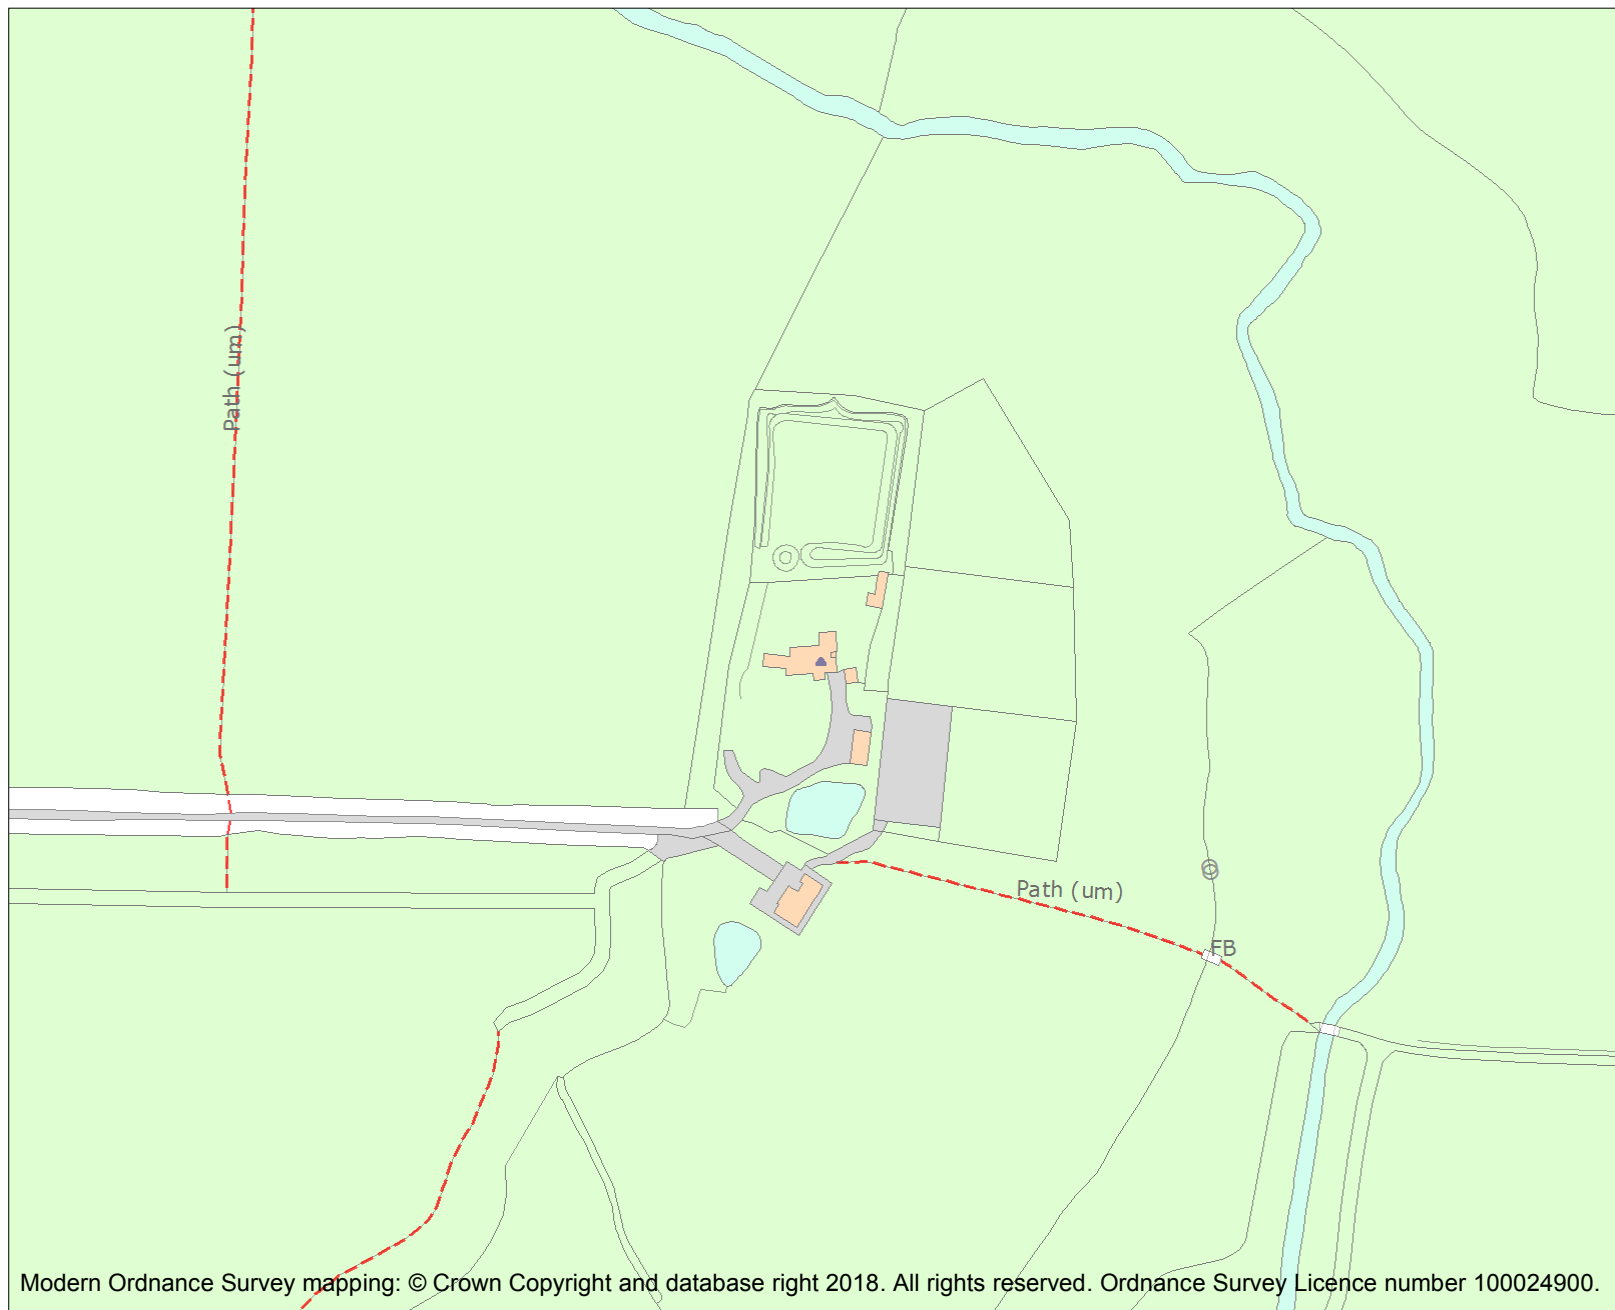 Path (um)
Path (um)
FB
Modern Ordnance Survey mapping: © Crown Copyright and database right 2018. All rights reserved. Ordnance Survey Licence number 100024900.